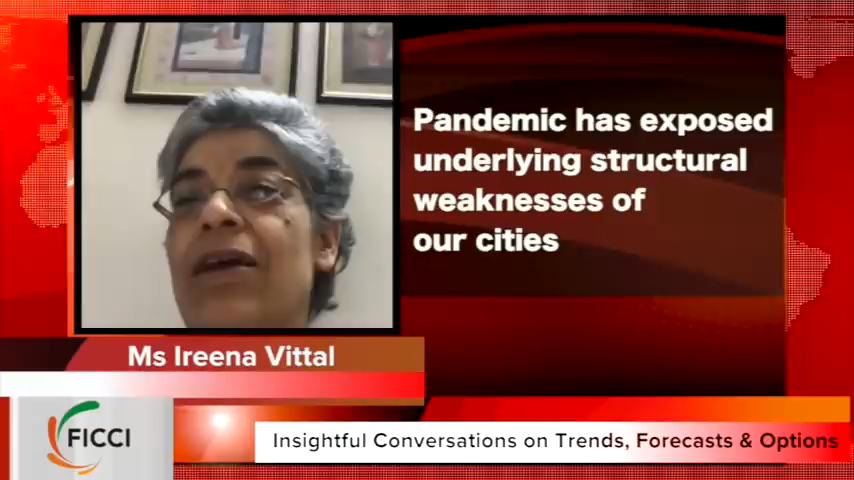 Pandemic has exposed
underlying structural
weaknesses of
our cities
Ms Ireena Vittal
FICCI
Insightful Conversations on Trends, Forecasts & Options